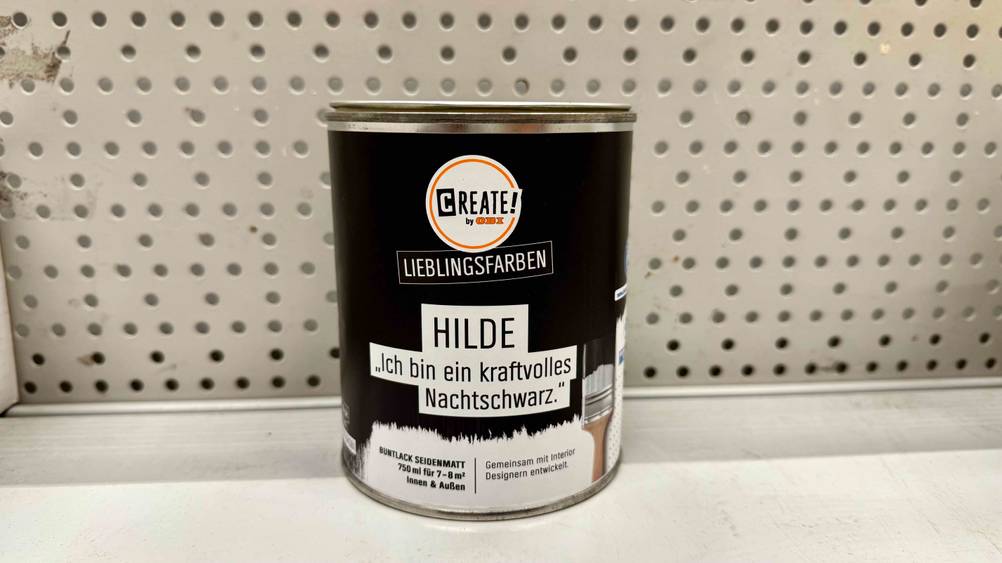 CREATE!
by OBI
LIEBLINGSFARBEN
HILDE
„Ich bin ein kraftvolles
Nachtschwarz.“
BUNTLACK SEIDENMATT
750 ml für 7–8 m²
Innen & Außen
Gemeinsam mit Interior
Designern entwickelt.